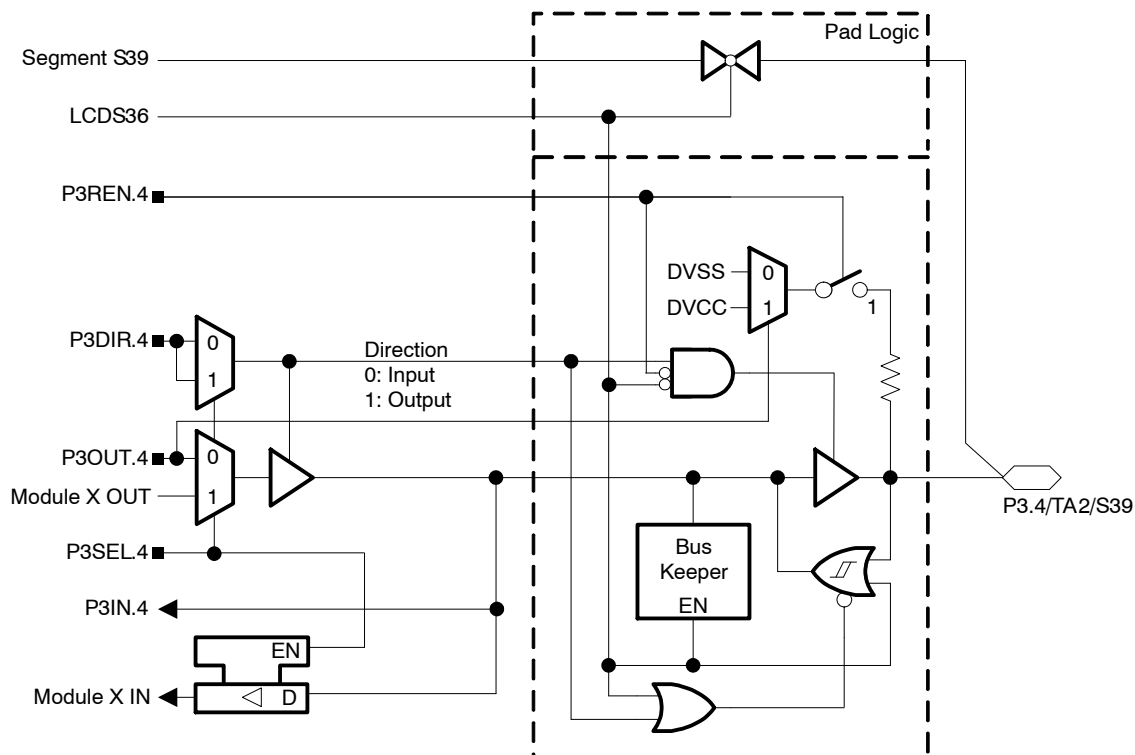 Pad Logic
Segment S39
LCDS36
P3REN.4
DVSS
0
DVCC
1
1
P3DIR.4
0
1
Direction
0: Input
1: Output
P3OUT.4
0
Module X OUT
1
P3.4/TA2/S39
P3SEL.4
Bus
Keeper
EN
P3IN.4
EN
Module X IN
D